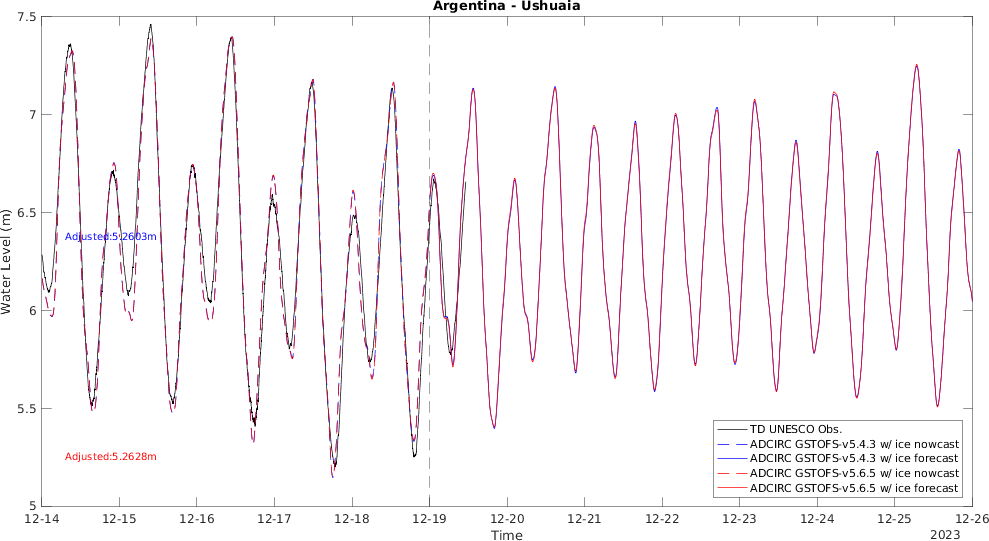 Argentina - Ushuaia
7.5
7
6.5
6
5.5
5
Water Level (m)
Adjusted:5.2603m
Adjusted:5.2628m
TD UNESCO Obs.
ADCIRC GSTOFS-v5.4.3 w/ ice nowcast
ADCIRC GSTOFS-v5.4.3 w/ ice forecast
ADCIRC GSTOFS-v5.6.5 w/ ice nowcast
ADCIRC GSTOFS-v5.6.5 w/ ice forecast
12-14 12-15 12-16 12-17 12-18 12-19 12-20 12-21 12-22 12-23 12-24 12-25 12-26
Time
2023